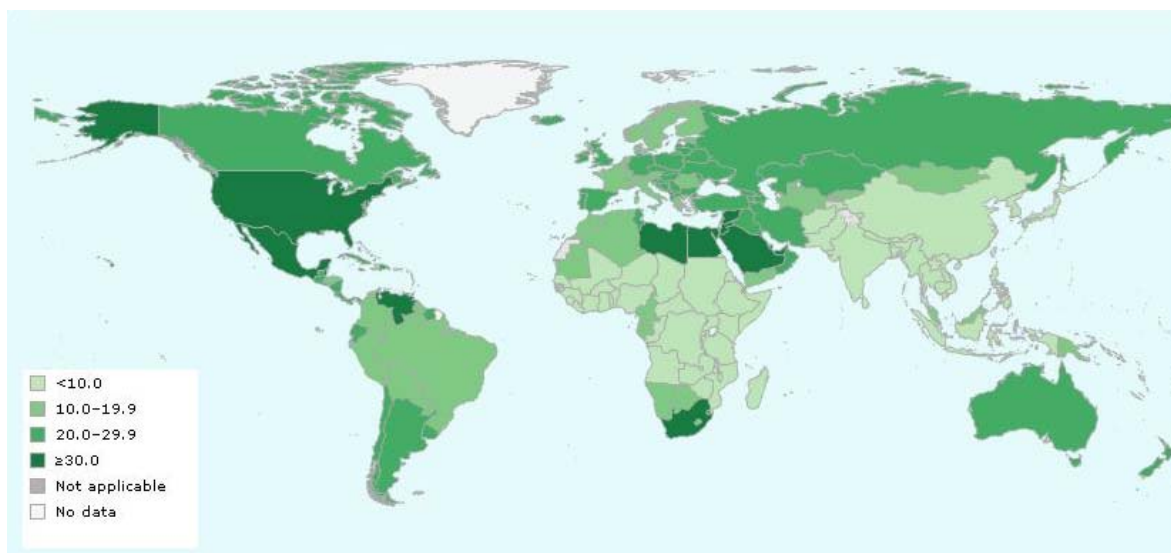 <10.0
10.0–19.9
20.0–29.9
≥30.0
Not applicable
No data